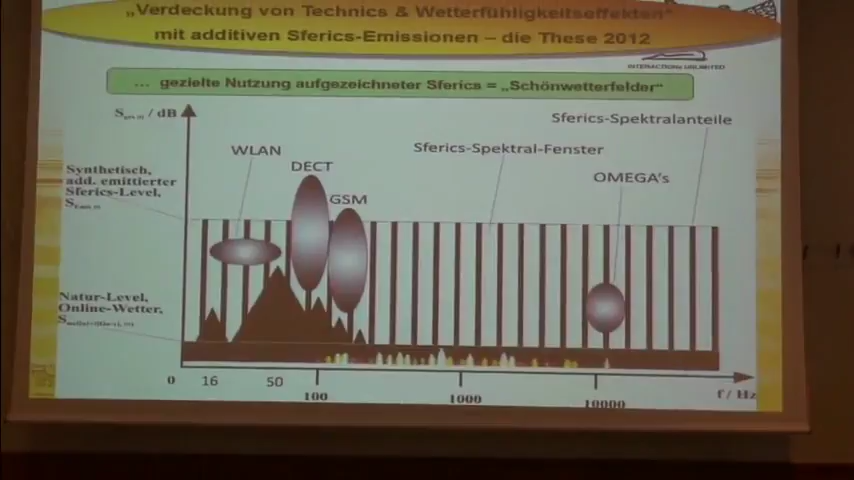 „Verdeckung von Technics & Wetterfühligkeitseffekten"
mit additiven Sferics-Emissionen – die These 2012
INTERACTIONs UNLIMITED
... gezielte Nutzung aufgezeichneter Sferics = „Schönwetterfelder"
/ dB
Sferics-Spektralanteile
WLAN
Sferics-Spektral-Fenster
DECT
Synthetisch,
add. emittierter
Sferics-Level,
OMEGA's
GSM
Natur-Level,
Online-Wetter,
0
16
50
100
1000
10000
f / Hz